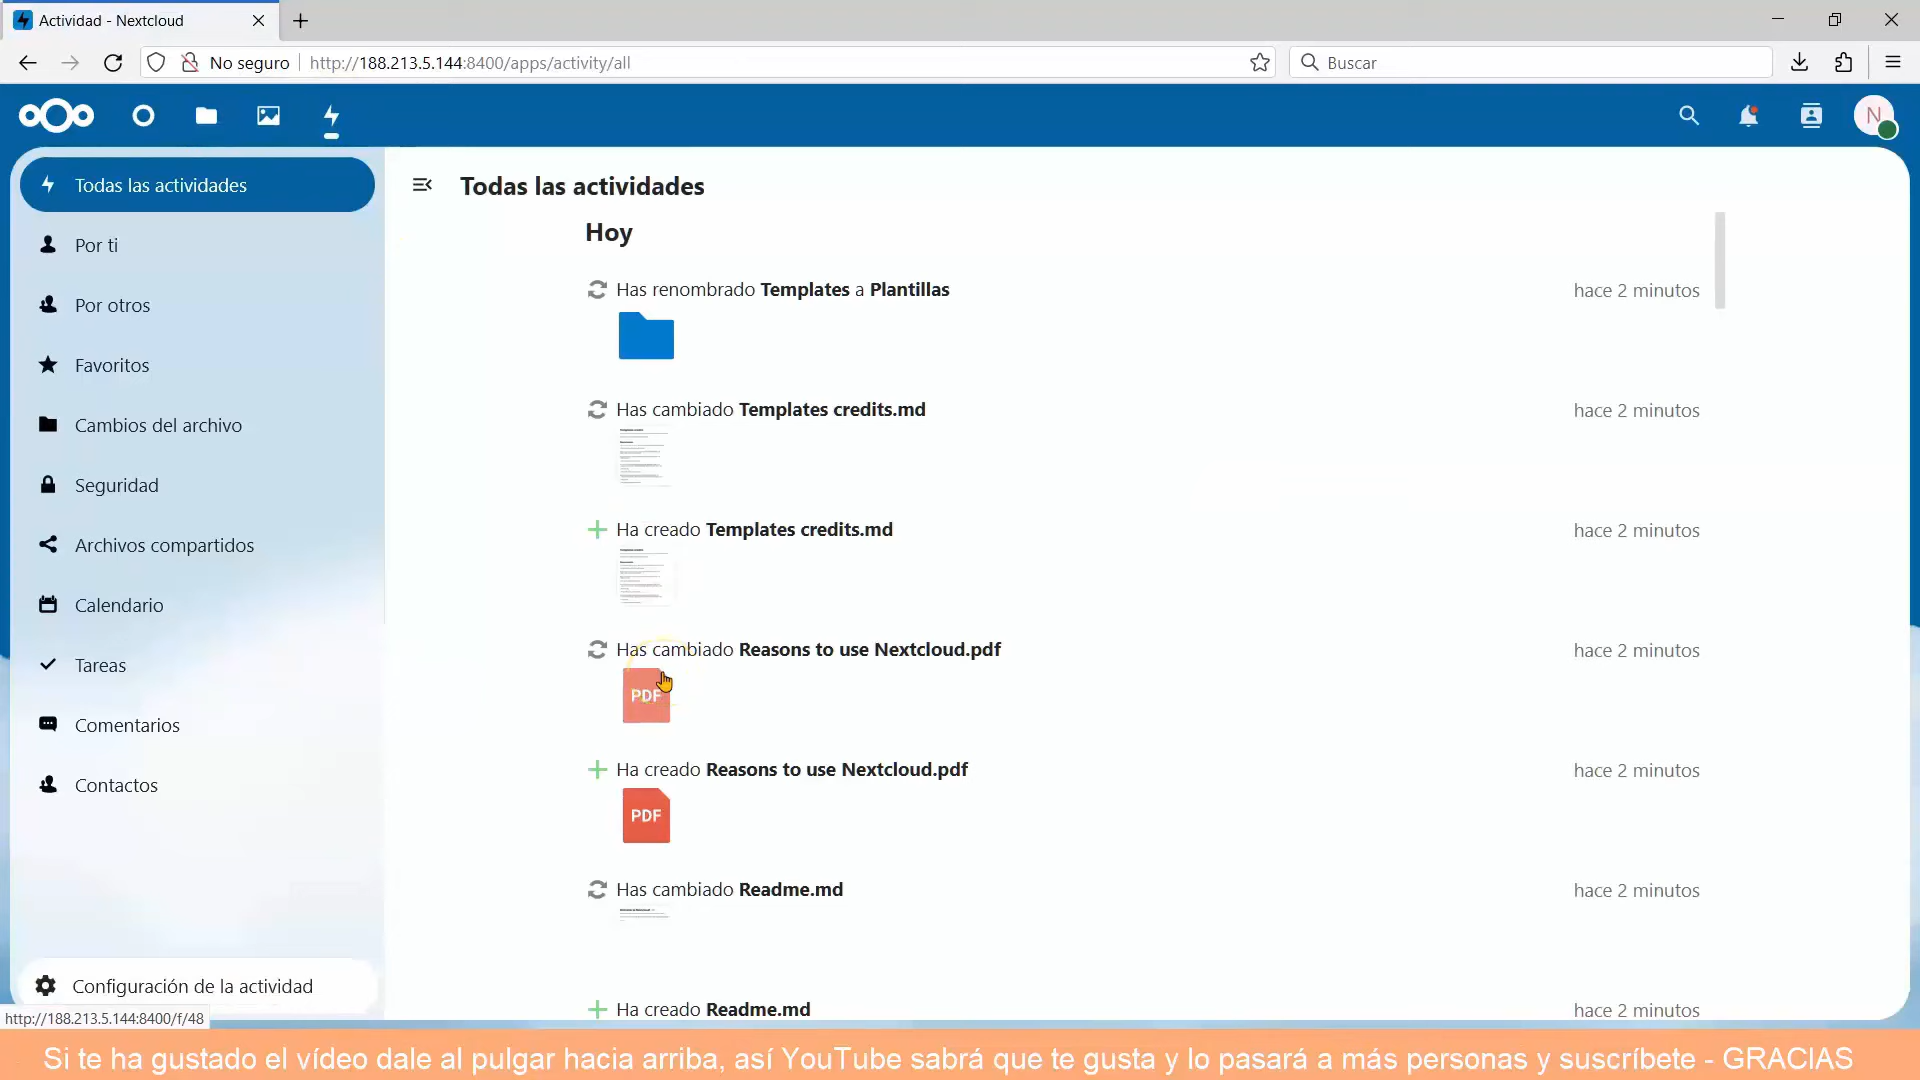 Actividad - Nextcloud
No seguro
http://188.213.5.144:8400/apps/activity/all
Buscar
N
Todas las actividades
Por ti
Por otros
Favoritos
Cambios del archivo
Seguridad
Archivos compartidos
Calendario
Tareas
Comentarios
Contactos
Configuración de la actividad
http://188.213.5.144:8400/f/48
Todas las actividades
Hoy
Has renombrado Templates a Plantillas hace 2 minutos
Has cambiado Templates credits.md hace 2 minutos
Ha creado Templates credits.md hace 2 minutos
Has cambiado Reasons to use Nextcloud.pdf hace 2 minutos
PDF
Ha creado Reasons to use Nextcloud.pdf hace 2 minutos
PDF
Has cambiado Readme.md hace 2 minutos
Ha creado Readme.md hace 2 minutos
Si te ha gustado el vídeo dale al pulgar hacia arriba, así YouTube sabrá que te gusta y lo pasará a más personas y suscríbete - GRACIAS